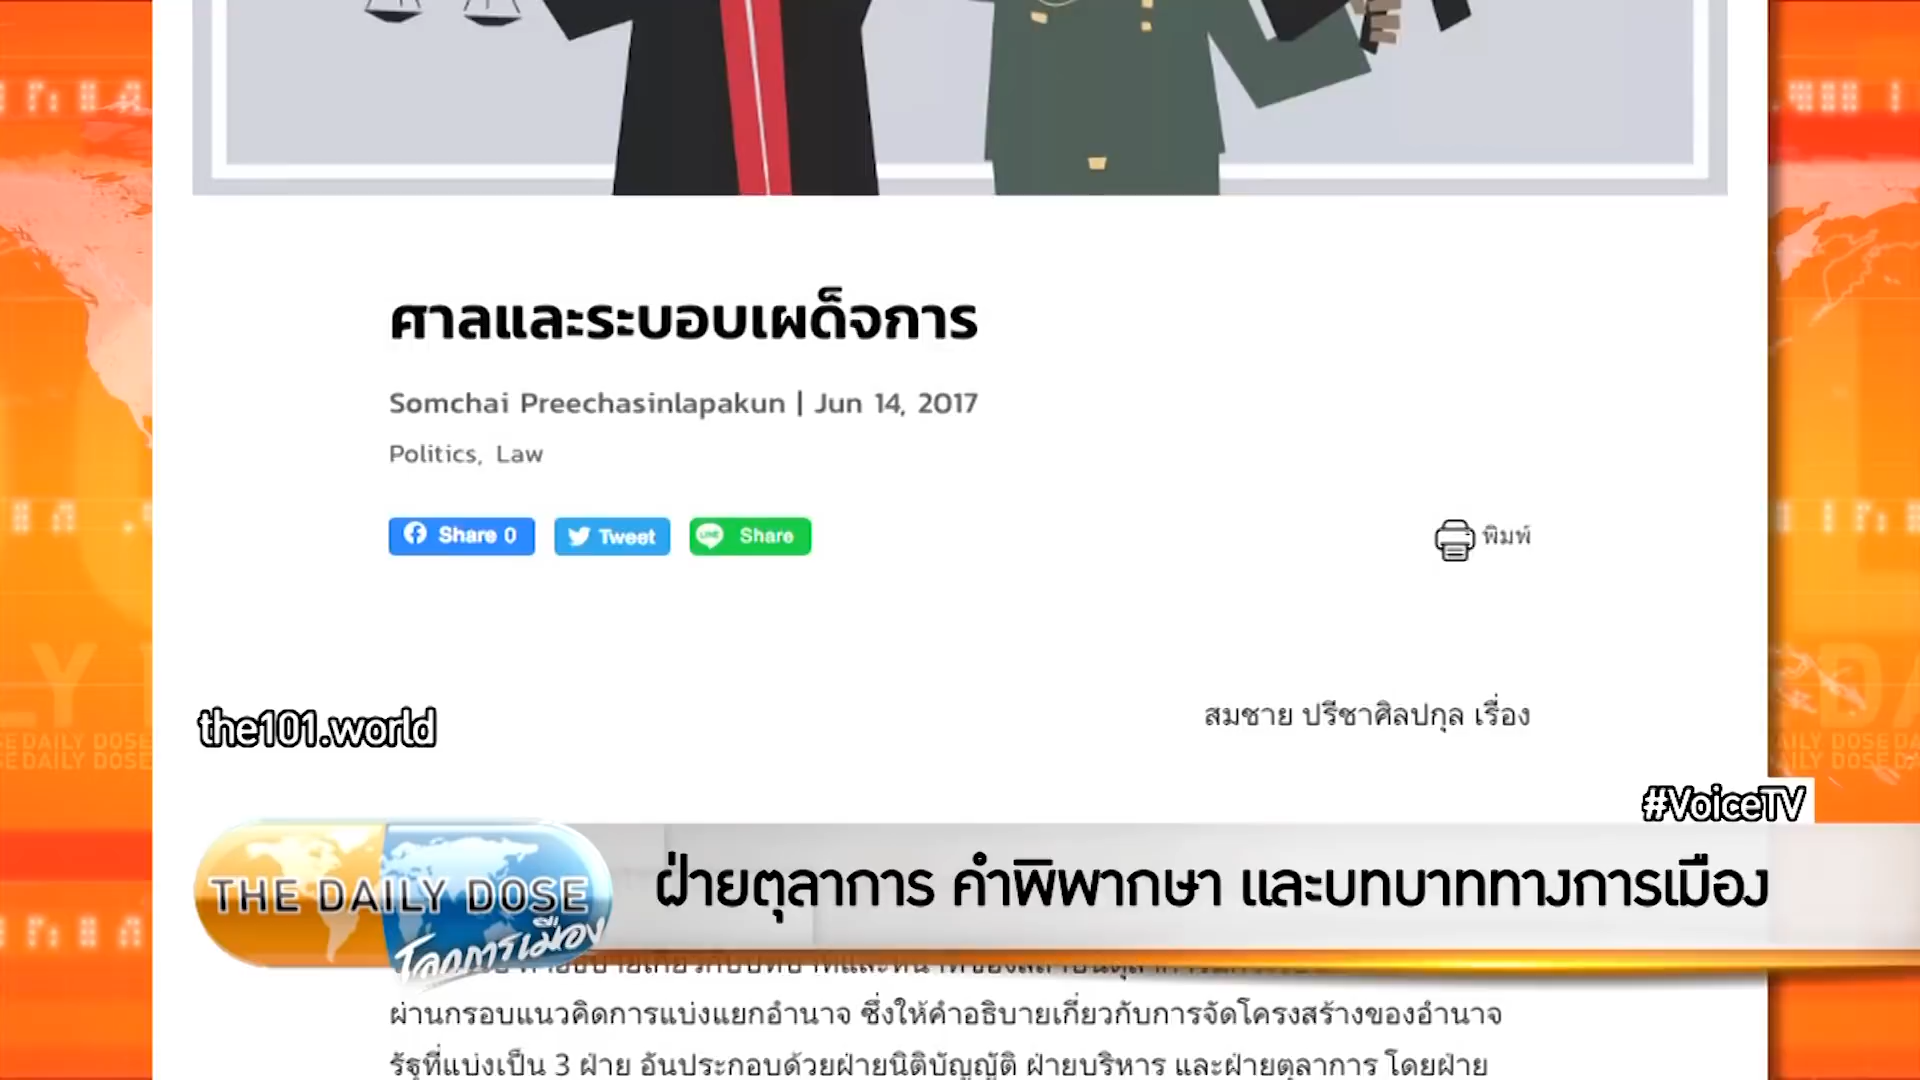 ศาลและระบอบเผด็จการ
Somchai Preechasinlapakun | Jun 14, 2017
Politics, Law
Share 0
Tweet
LINE Share
พิมพ์
สมชาย ปรีชาศิลปกุล เรื่อง
the101.world
#VoiceTV
THE DAILY DOSE
โลกการเมือง
ฝ่ายตุลาการ คำพิพากษา และบทบาททางการเมือง
ผ่านกรอบแนวคิดการแบ่งแยกอำนาจ ซึ่งให้คำอธิบายเกี่ยวกับการจัดโครงสร้างของอำนาจ
รัฐที่แบ่งเป็น 3 ฝ่าย อันประกอบด้วยฝ่ายนิติบัญญัติ ฝ่ายบริหาร และฝ่ายตุลาการ โดยฝ่าย